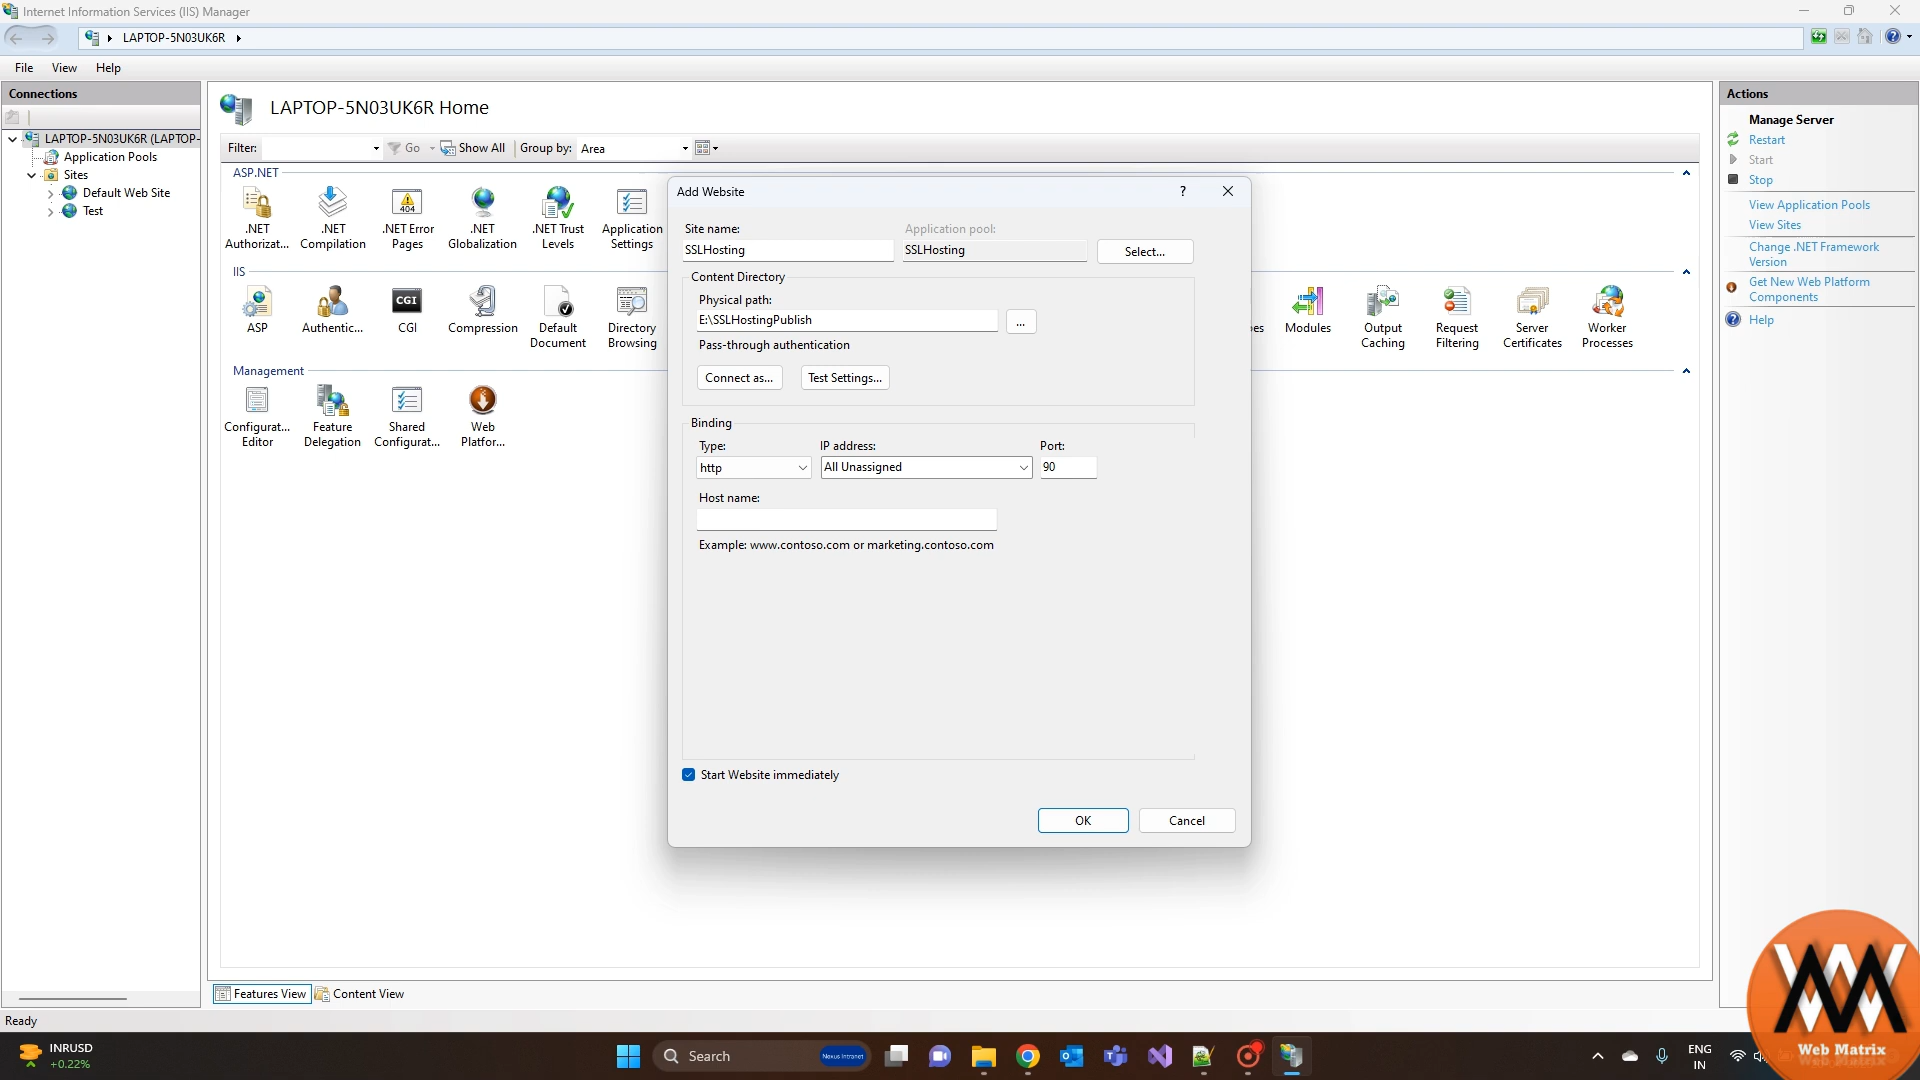 Internet Information Services (IIS) Manager
LAPTOP-5N03UK6R
File View Help
Connections
LAPTOP-5N03UK6R (LAPTOP-
Application Pools
Sites
Default Web Site
Test
LAPTOP-5N03UK6R Home
Filter: Go Show All Group by: Area
ASP.NET
.NET Authorizat...
.NET Compilation
.NET Error Pages
.NET Globalization
.NET Trust Levels
Application Settings
IIS
ASP
Authentic...
CGI
Compression
Default Document
Directory Browsing
es
Modules
Output Caching
Request Filtering
Server Certificates
Worker Processes
Management
Configurat... Editor
Feature Delegation
Shared Configurat...
Web Platfor...
Add Website
?
Site name: Application pool:
SSLHosting SSLHosting Select...
Content Directory
Physical path:
E:\SSLHostingPublish ...
Pass-through authentication
Connect as... Test Settings...
Binding
Type: IP address: Port:
http All Unassigned 90
Host name:
Example: www.contoso.com or marketing.contoso.com
Start Website immediately
OK Cancel
Actions
Manage Server
Restart
Start
Stop
View Application Pools
View Sites
Change .NET Framework
Version
Get New Web Platform
Components
Help
Features View Content View
Ready
INRUSD
+0.22%
Search
Nexus Intranet
ENG
IN
Web Matrix